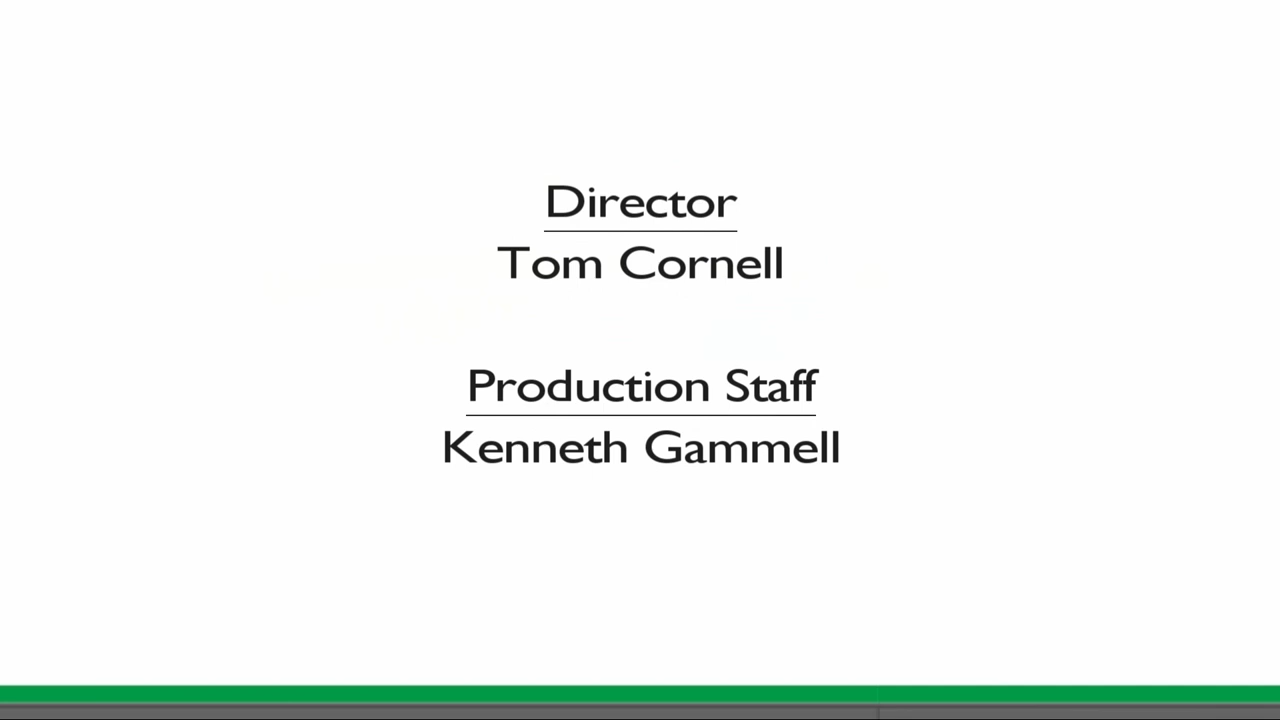 Director
Tom Cornell
Production Staff
Kenneth Gammell